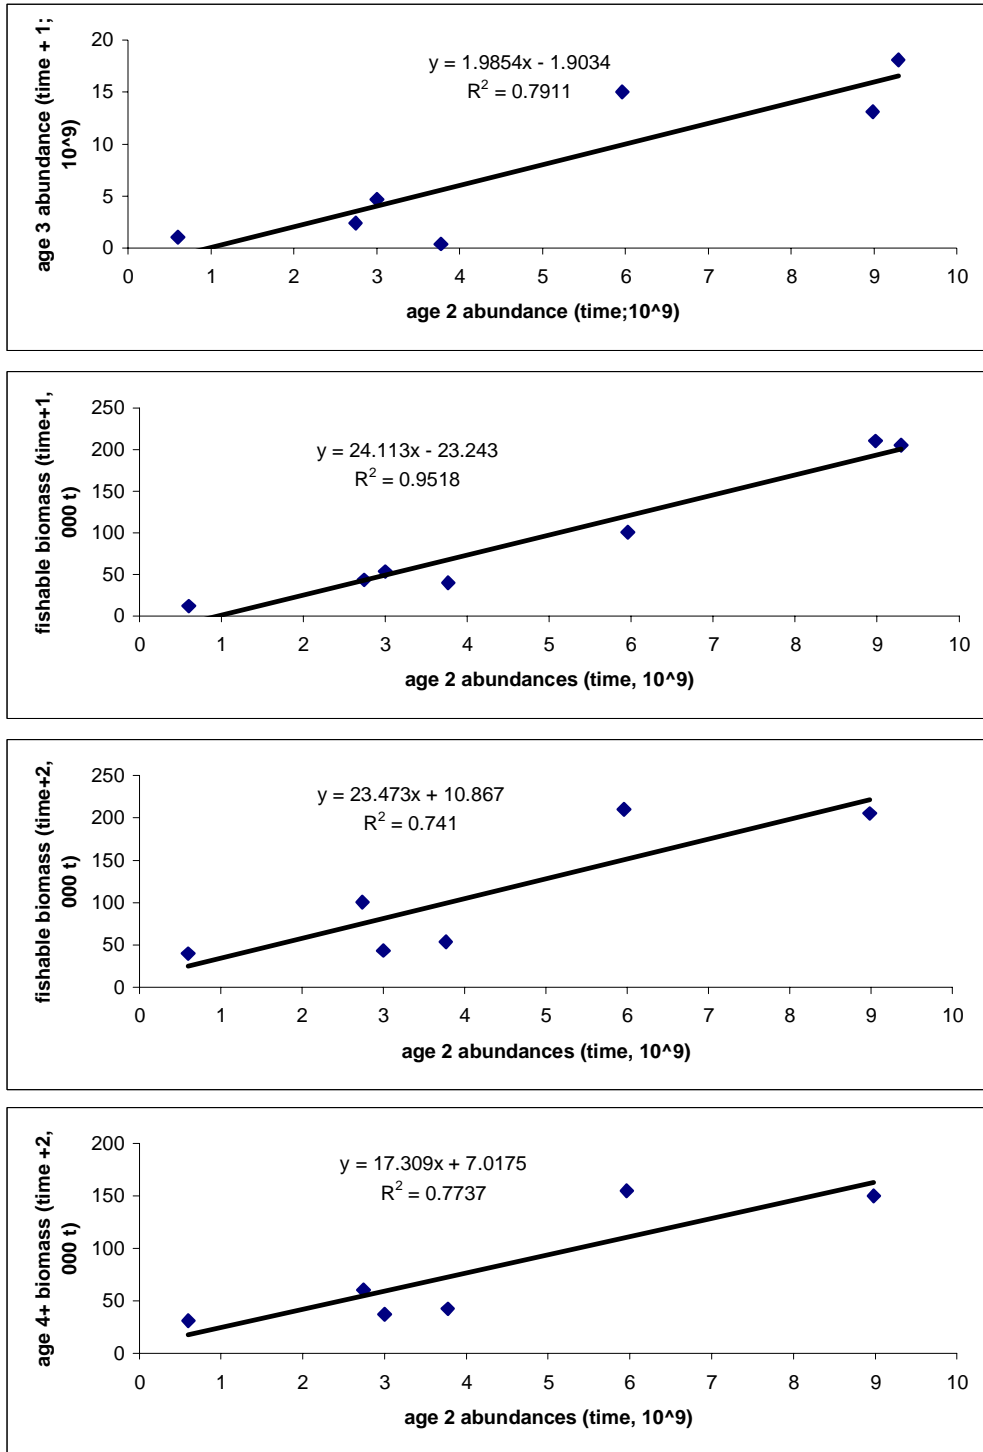 age 3 abundance (time + 1;
10^9)
20
15
10
5
0
y = 1.9854x - 1.9034
R² = 0.7911
0 1 2 3 4 5 6 7 8 9 10
age 2 abundance (time;10^9)
fishable biomass (time+1,
000 t)
250
200
150
100
50
0
y = 24.113x - 23.243
R² = 0.9518
0 1 2 3 4 5 6 7 8 9 10
age 2 abundances (time, 10^9)
fishable biomass (time+2,
000 t)
250
200
150
100
50
0
y = 23.473x + 10.867
R² = 0.741
0 1 2 3 4 5 6 7 8 9 10
age 2 abundances (time, 10^9)
age 4+ biomass (time +2,
000 t)
200
150
100
50
0
y = 17.309x + 7.0175
R² = 0.7737
0 1 2 3 4 5 6 7 8 9 10
age 2 abundances (time, 10^9)